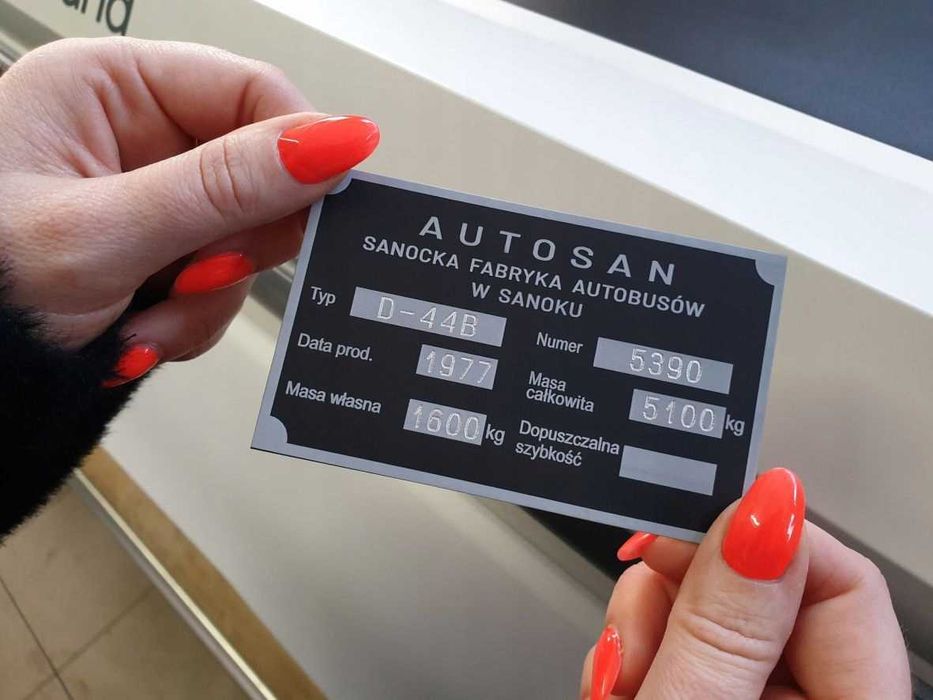 AUTOSAN
SANOCKA FABRYKA AUTOBUSÓW
W SANOKU
Typ D-44B
Numer 5390
Data prod. 1977
Masa całkowita 5100 kg
Masa własna 1600 kg
Dopuszczalna szybkość